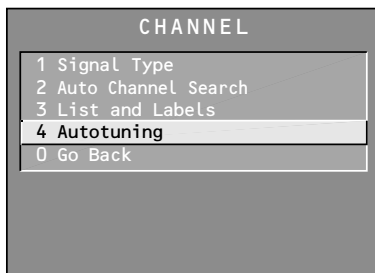 CHANNEL
1 Signal Type
2 Auto Channel Search
3 List and Labels
4 Autotuning
0 Go Back